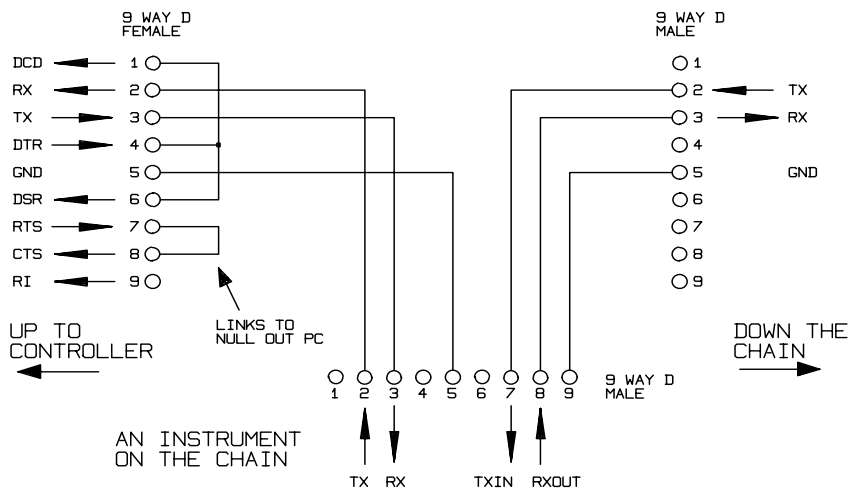 9 WAY D
FEMALE
9 WAY D
MALE
DCD 1
RX 2
TX 3
DTR 4
GND 5
DSR 6
RTS 7
CTS 8
RI 9
1
2 TX
3 RX
4
5 GND
6
7
8
9
LINKS TO
NULL OUT PC
UP TO
CONTROLLER
DOWN THE
CHAIN
1 2 3 4 5 6 7 8 9
9 WAY D
MALE
AN INSTRUMENT
ON THE CHAIN
TX RX TXIN RXOUT